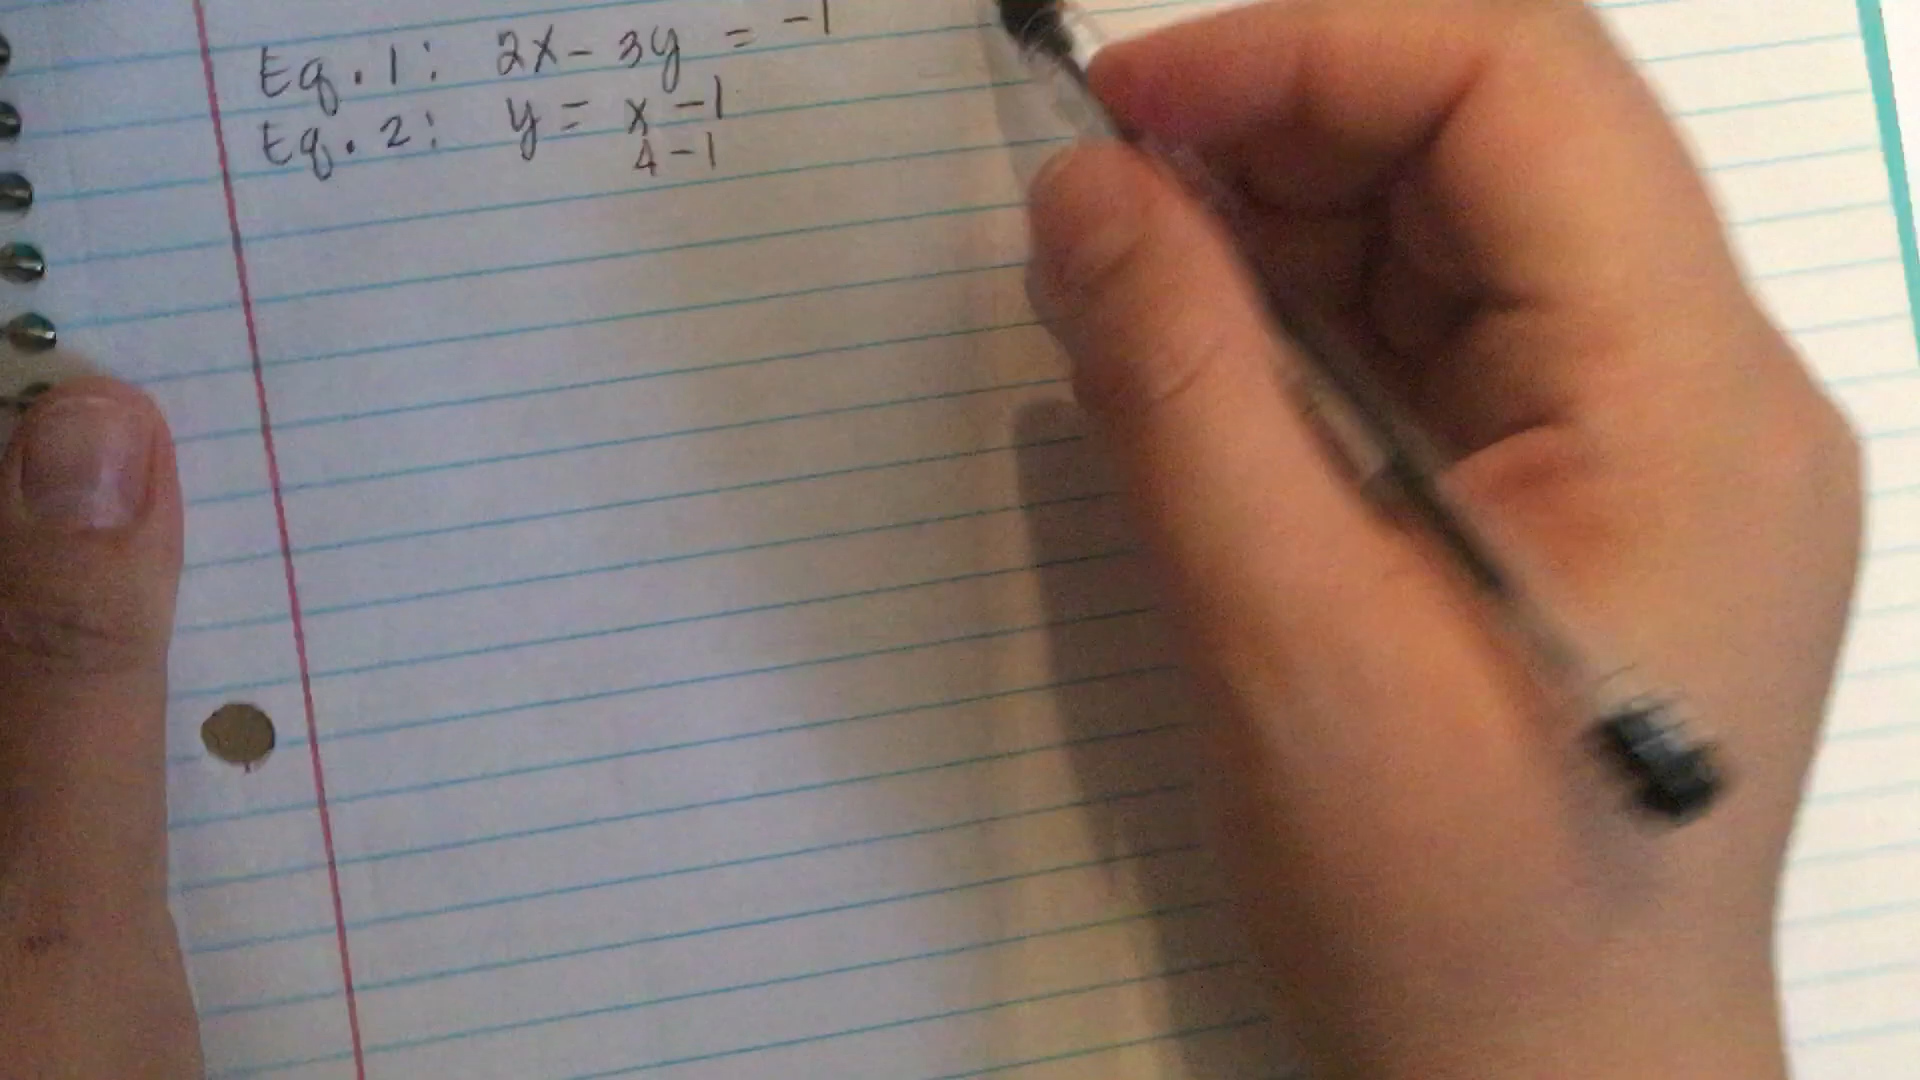 Eq. 1: 2x - 3y = -1
Eq. 2: y = x - 1
4 - 1